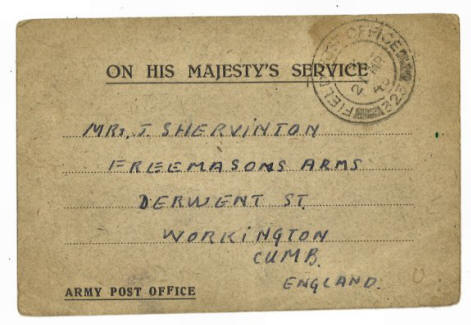 ON HIS MAJESTY'S SERVICE
FIELD POST OFFICE
323
MRS, J. SHERVINTON
FREEMASONS ARMS
DERWENT ST.
WORKINGTON
CUMB.
ENGLAND.
ARMY POST OFFICE